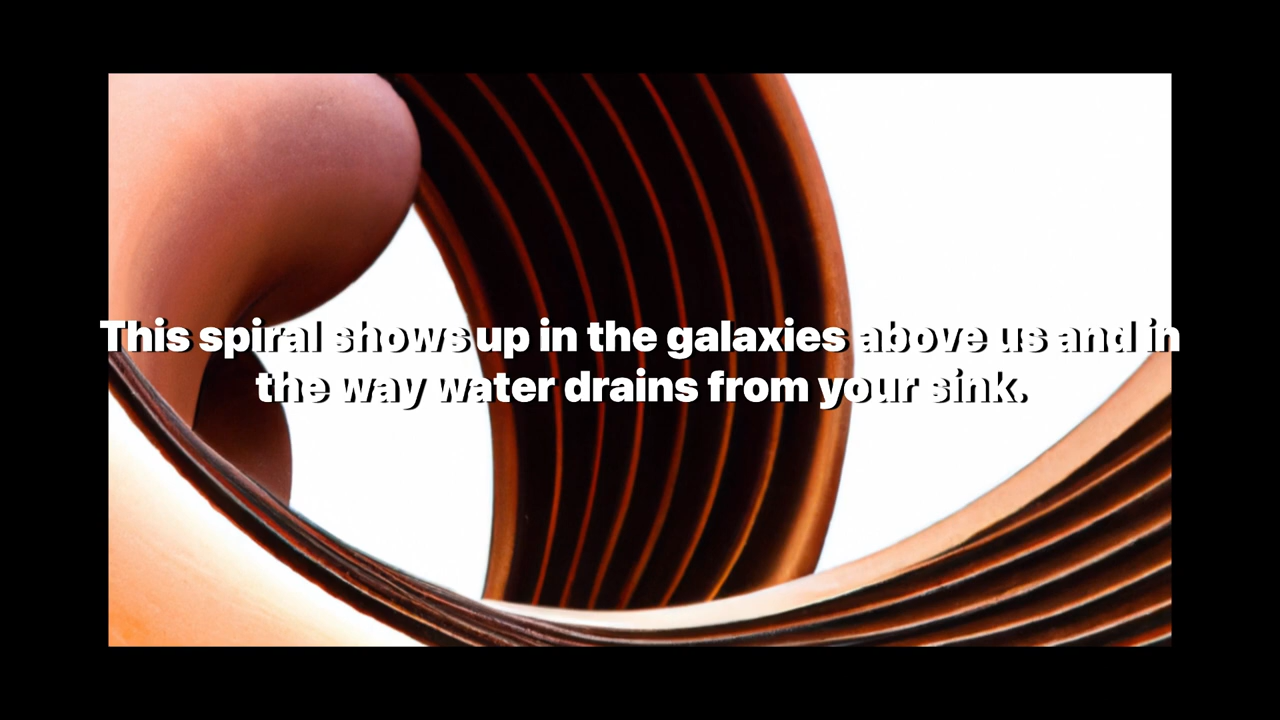 This spiral shows up in the galaxies above us and in
the way water drains from your sink.